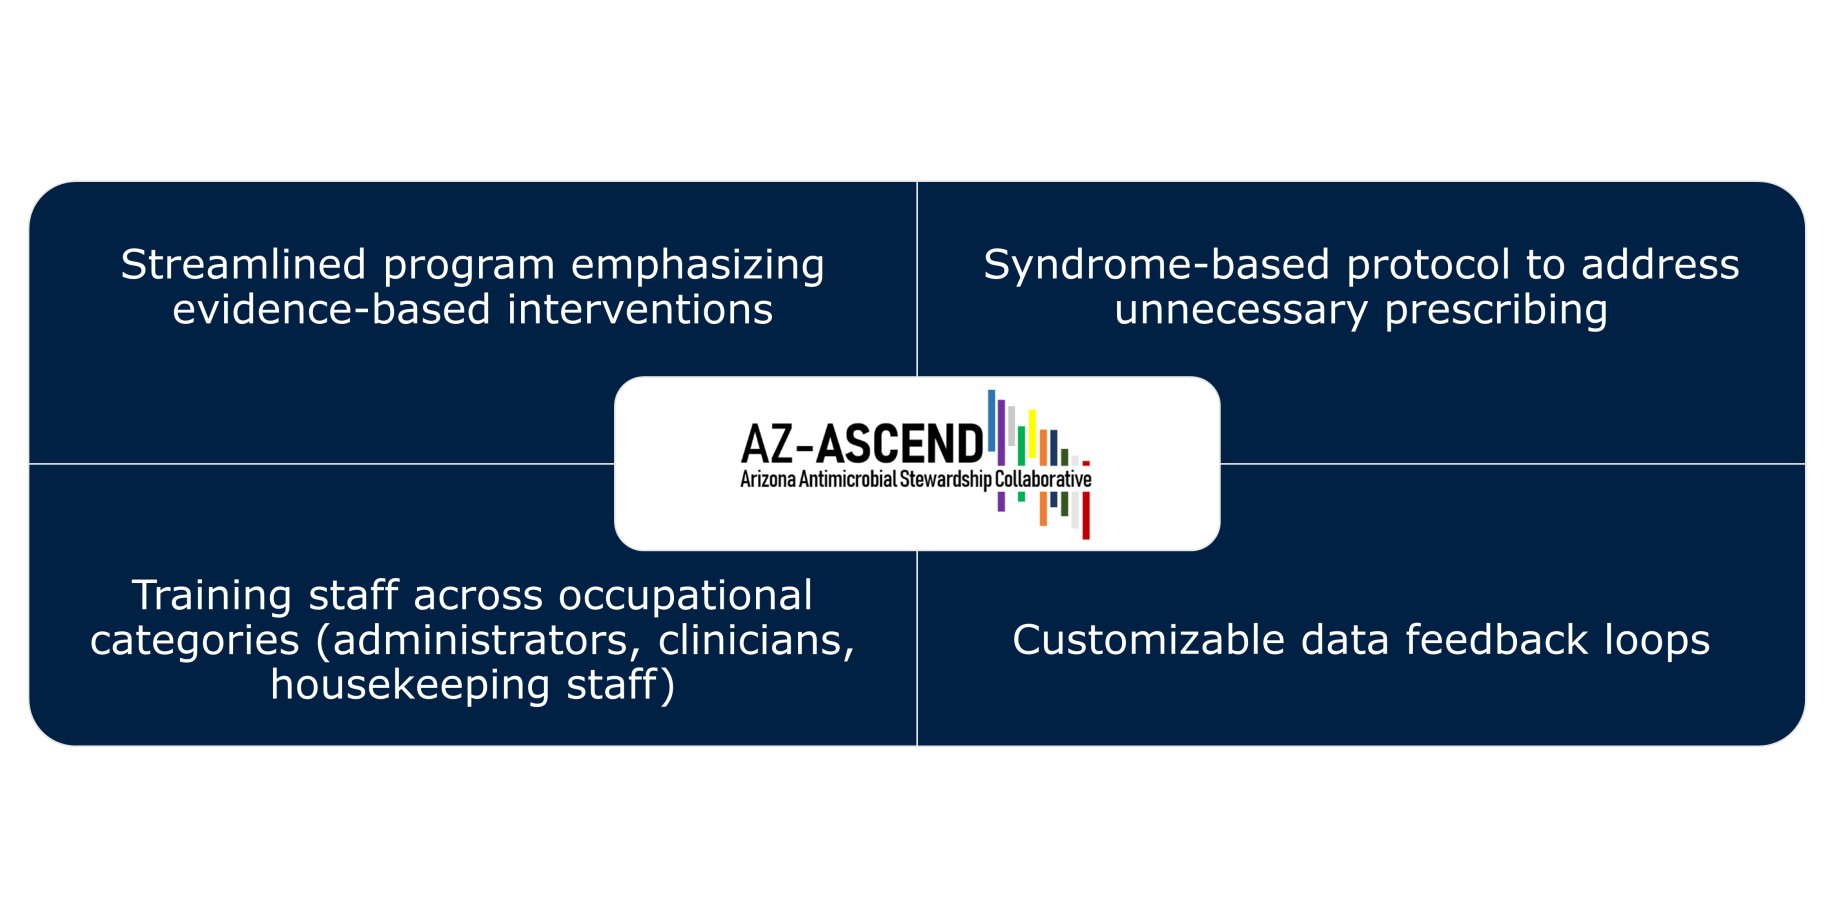 Streamlined program emphasizing
evidence-based interventions
Syndrome-based protocol to address
unnecessary prescribing
AZ-ASCEND
Arizona Antimicrobial Stewardship Collaborative
Training staff across occupational
categories (administrators, clinicians,
housekeeping staff)
Customizable data feedback loops